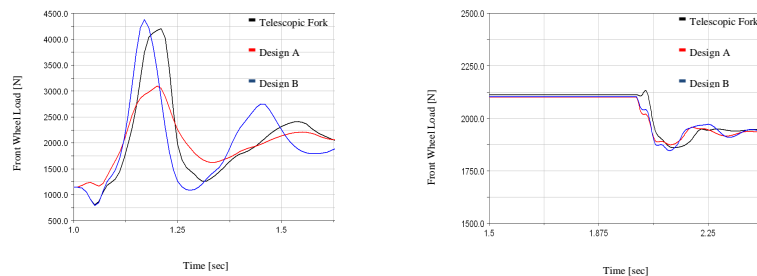 4500.0
4000.0
3500.0
3000.0
2500.0
2000.0
1500.0
1000.0
500.0
1.0
1.25
1.5
Front Wheel Load [N]
Time [sec]
Telescopic Fork
Design A
Design B
2500.0
2250.0
2000.0
1750.0
1500.0
1.5
1.875
2.25
Front Wheel Load [N]
Time [sec]
Telescopic Fork
Design A
Design B